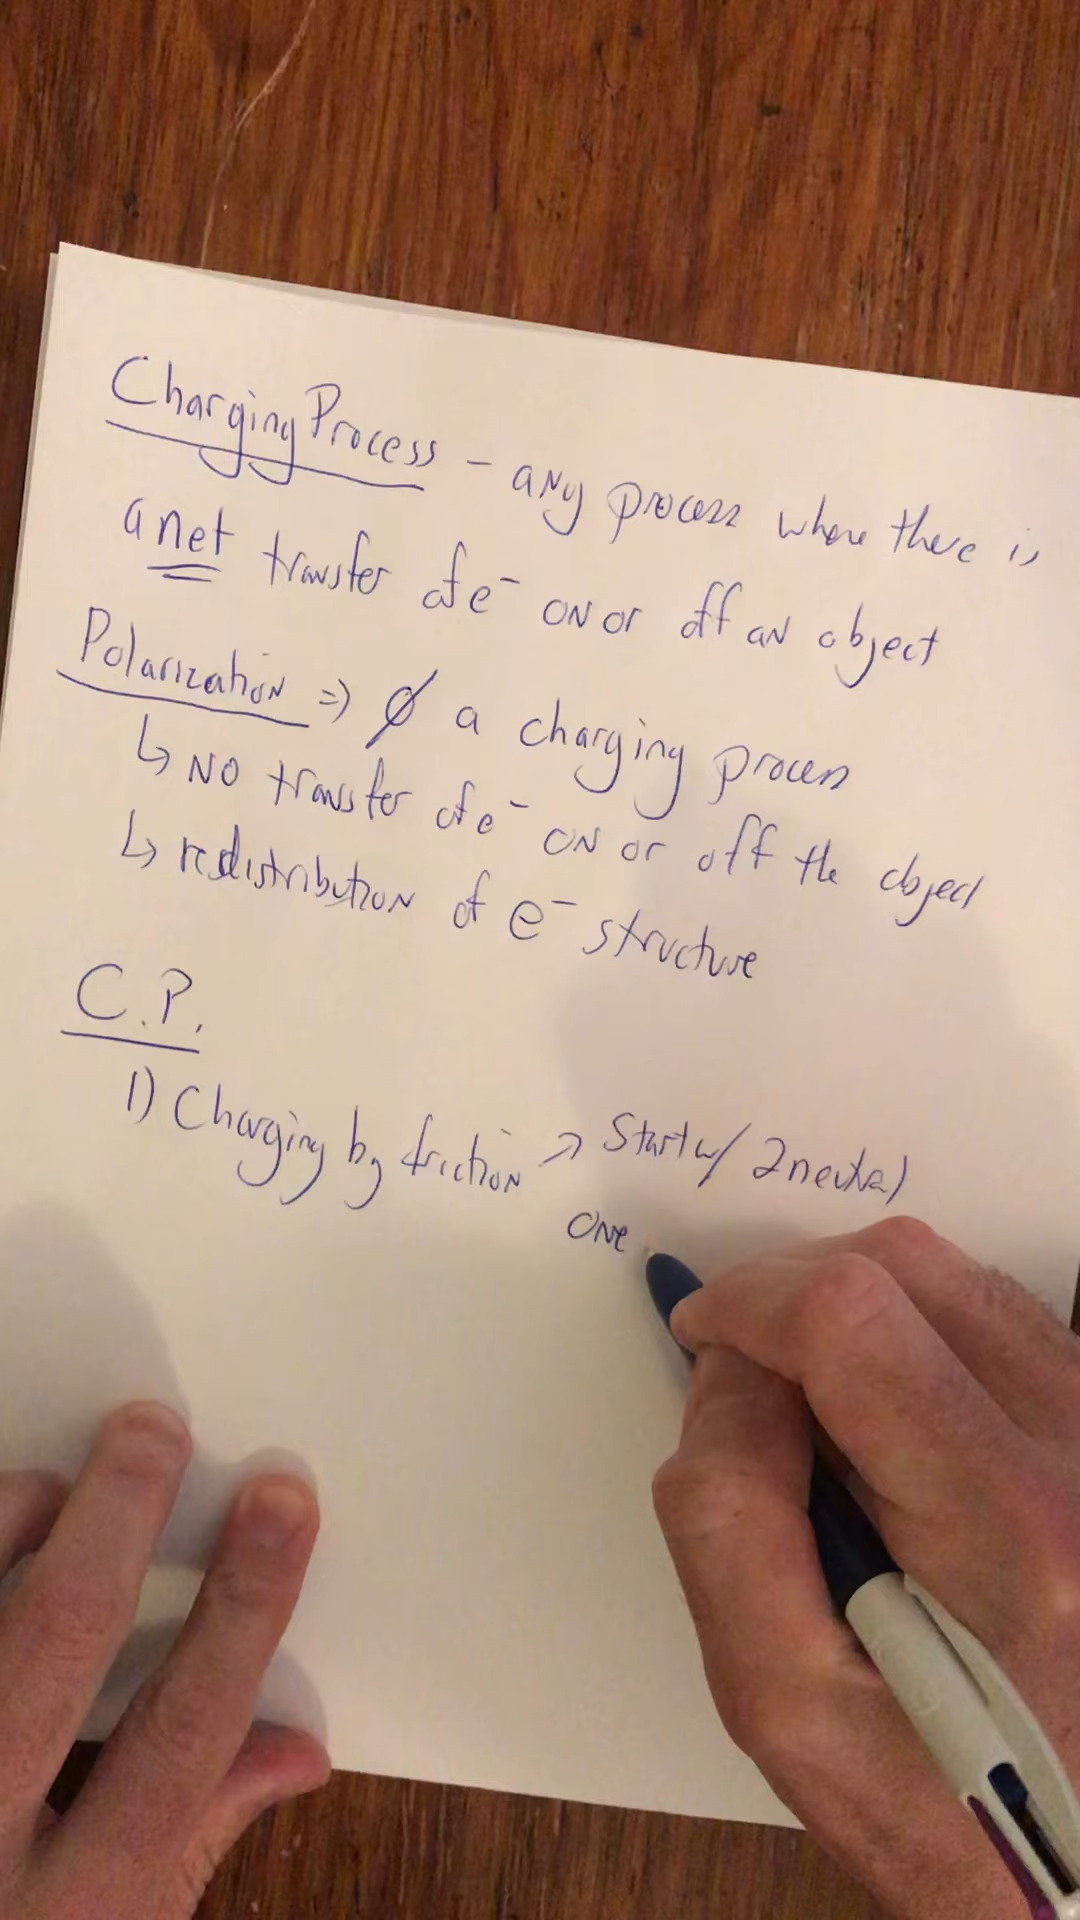 Charging Process - any process where there is
a net transfer of e⁻ on or off an object
Polarization => Ø a charging process
↳ No transfer of e⁻ on or off the object
↳ redistribution of e⁻ structure
C.P.
1) Charging by friction → Start w/ 2 neutral
One